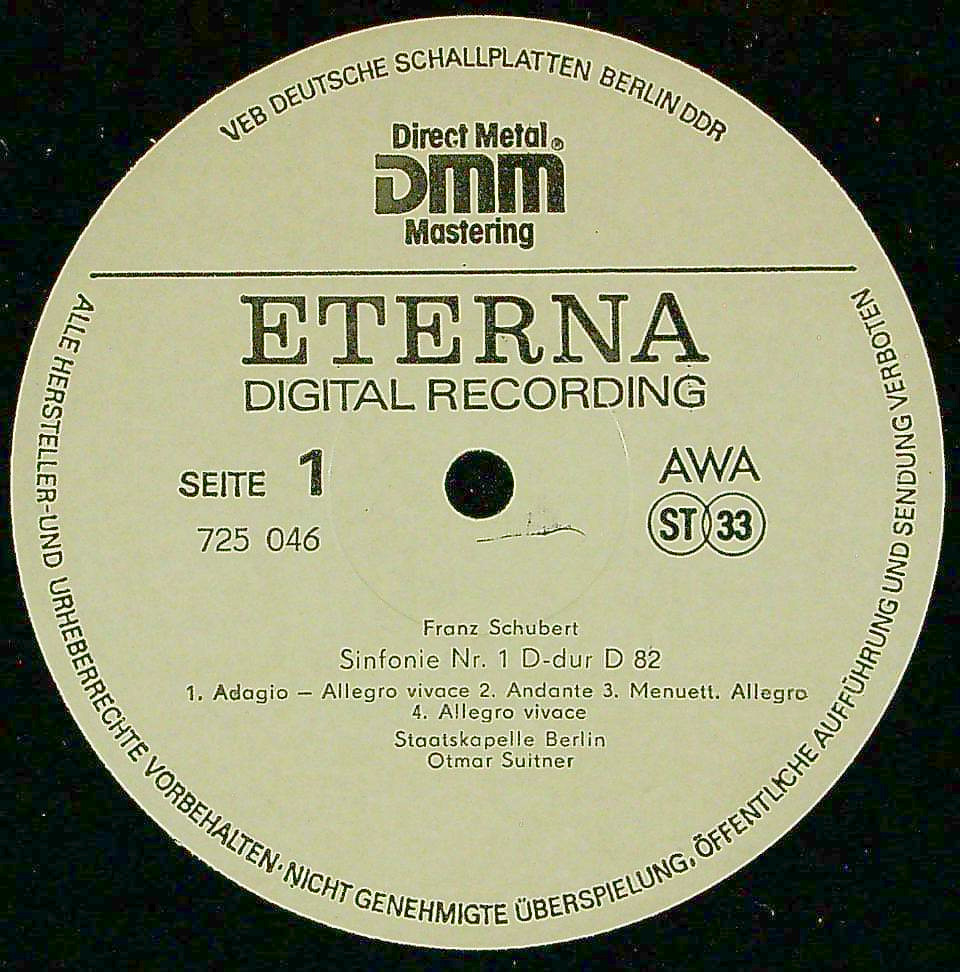 VEB DEUTSCHE SCHALLPLATTEN BERLIN DDR
Direct Metal®
DMM
Mastering
ETERNA
DIGITAL RECORDING
SEITE 1
725 046
AWA
ST 33
Franz Schubert
Sinfonie Nr. 1 D-dur D 82
1. Adagio – Allegro vivace 2. Andante 3. Menuett. Allegro
4. Allegro vivace
Staatskapelle Berlin
Otmar Suitner
ALLE HERSTELLER-UND URHEBERRECHTE VORBEHALTEN · NICHT GENEHMIGTE ÜBERSPIELUNG, ÖFFENTLICHE AUFFÜHRUNG UND SENDUNG VERBOTEN